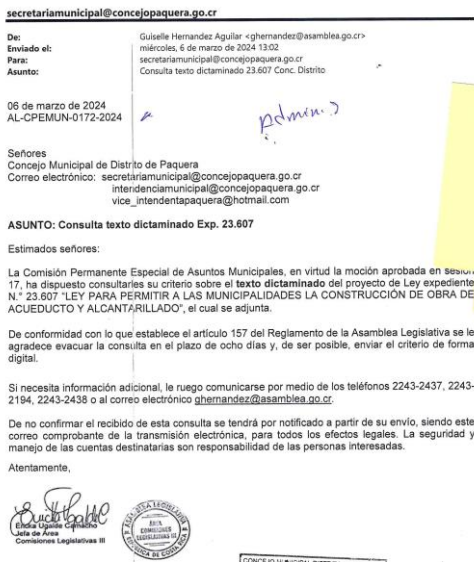 secretariamunicipal@concejopaquera.go.cr
De: Guiselle Hernandez Aguilar <ghernandez@asamblea.go.cr>
Enviado el: miércoles, 6 de marzo de 2024 13:02
Para: secretariamunicipal@concejopaquera.go.cr
Asunto: Consulta texto dictaminado 23.607 Conc. Distrito
06 de marzo de 2024
AL-CPEMUN-0172-2024
Admin.
Señores
Concejo Municipal de Distrito de Paquera
Correo electrónico: secretariamunicipal@concejopaquera.go.cr
intendenciamunicipal@concejopaquera.go.cr
vice_intendentapaquera@hotmail.com
ASUNTO: Consulta texto dictaminado Exp. 23.607
Estimados señores:
La Comisión Permanente Especial de Asuntos Municipales, en virtud la moción aprobada en sesión
17, ha dispuesto consultarles su criterio sobre el texto dictaminado del proyecto de Ley expediente
N.° 23.607 "LEY PARA PERMITIR A LAS MUNICIPALIDADES LA CONSTRUCCIÓN DE OBRA DE
ACUEDUCTO Y ALCANTARILLADO", el cual se adjunta.
De conformidad con lo que establece el artículo 157 del Reglamento de la Asamblea Legislativa se le
agradece evacuar la consulta en el plazo de ocho días y, de ser posible, enviar el criterio de forma
digital.
Si necesita información adicional, le ruego comunicarse por medio de los teléfonos 2243-2437, 2243-
2194, 2243-2438 o al correo electrónico ghernandez@asamblea.go.cr.
De no confirmar el recibido de esta consulta se tendrá por notificado a partir de su envío, siendo este
correo comprobante de la transmisión electrónica, para todos los efectos legales. La seguridad y
manejo de las cuentas destinatarias son responsabilidad de las personas interesadas.
Atentamente,
Ericka Ugalde Camacho
Jefa de Área
Comisiones Legislativas III
ASAMBLEA LEGISLATIVA
ÁREA
COMISIONES
LEGISLATIVAS III
REPÚBLICA DE COSTA RICA